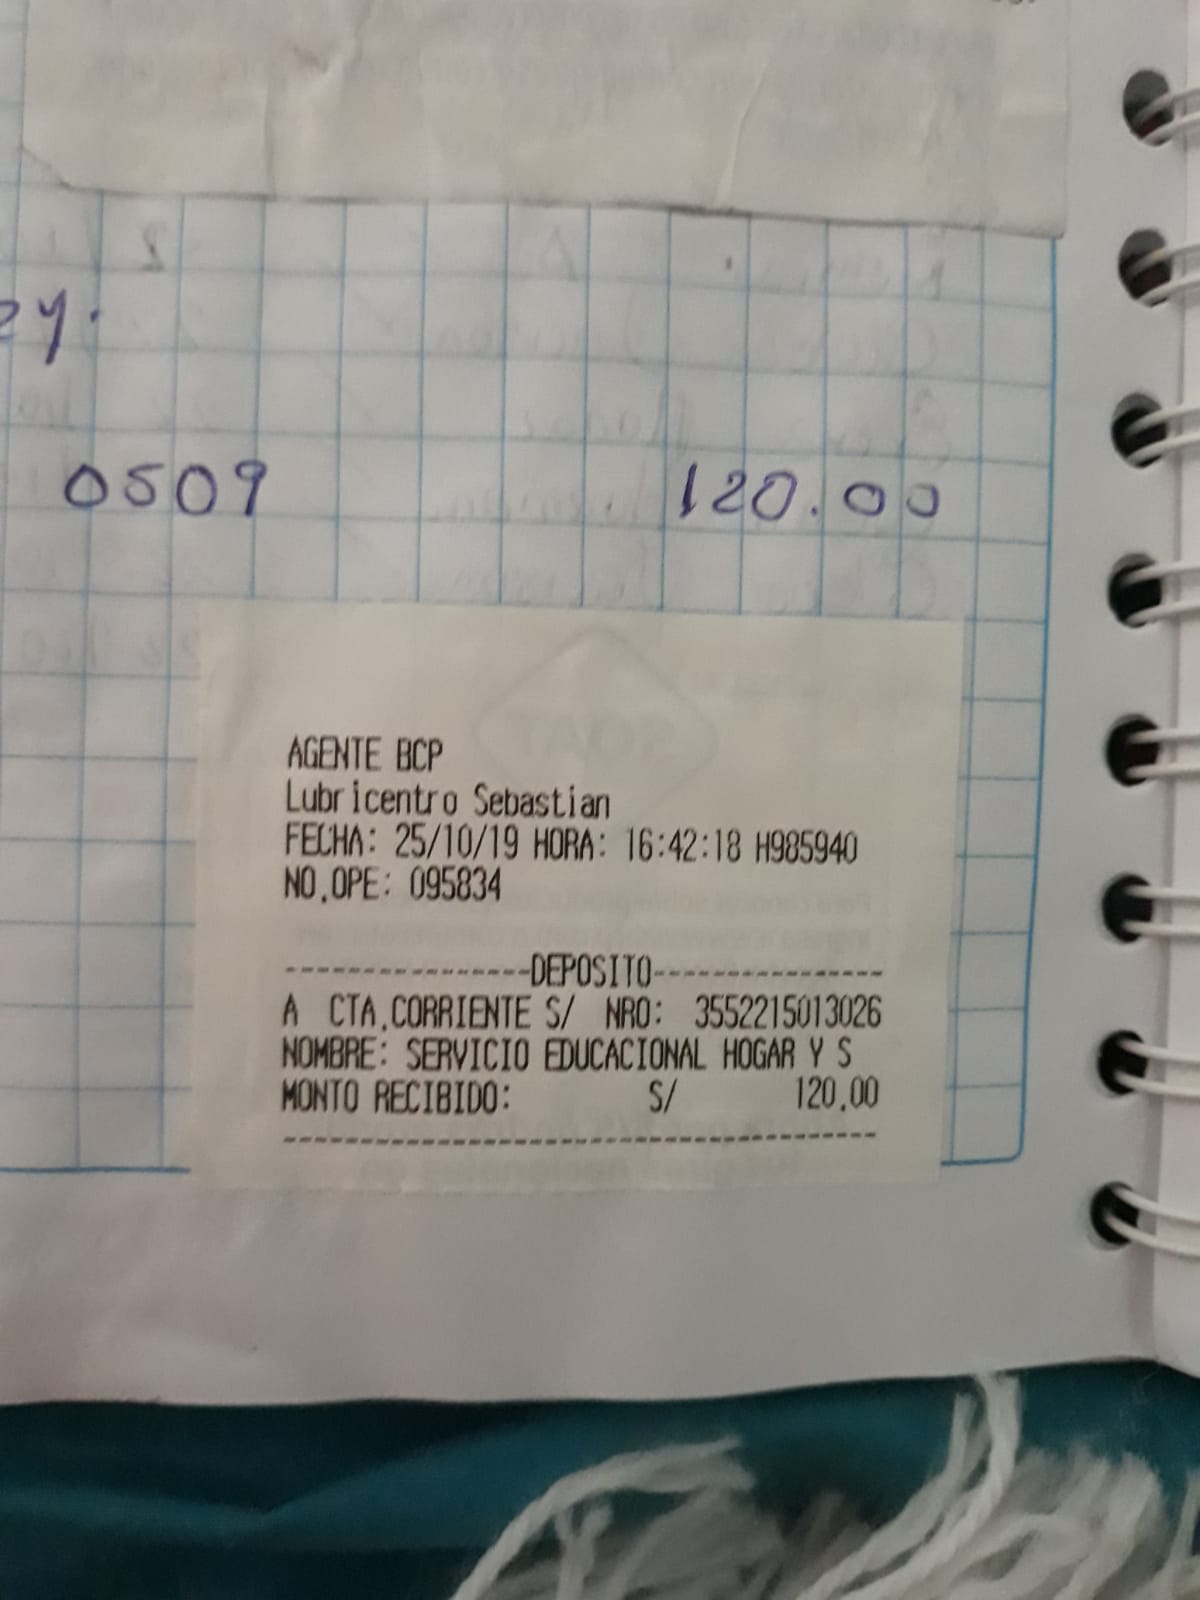 ey.
0509 120.00
AGENTE BCP
Lubricentro Sebastian
FECHA: 25/10/19 HORA: 16:42:18 H985940
NO.OPE: 095834
----------------DEPOSITO---------------
A CTA.CORRIENTE S/ NRO: 3552215013026
NOMBRE: SERVICIO EDUCACIONAL HOGAR Y S
MONTO RECIBIDO: S/ 120.00
---------------------------------------